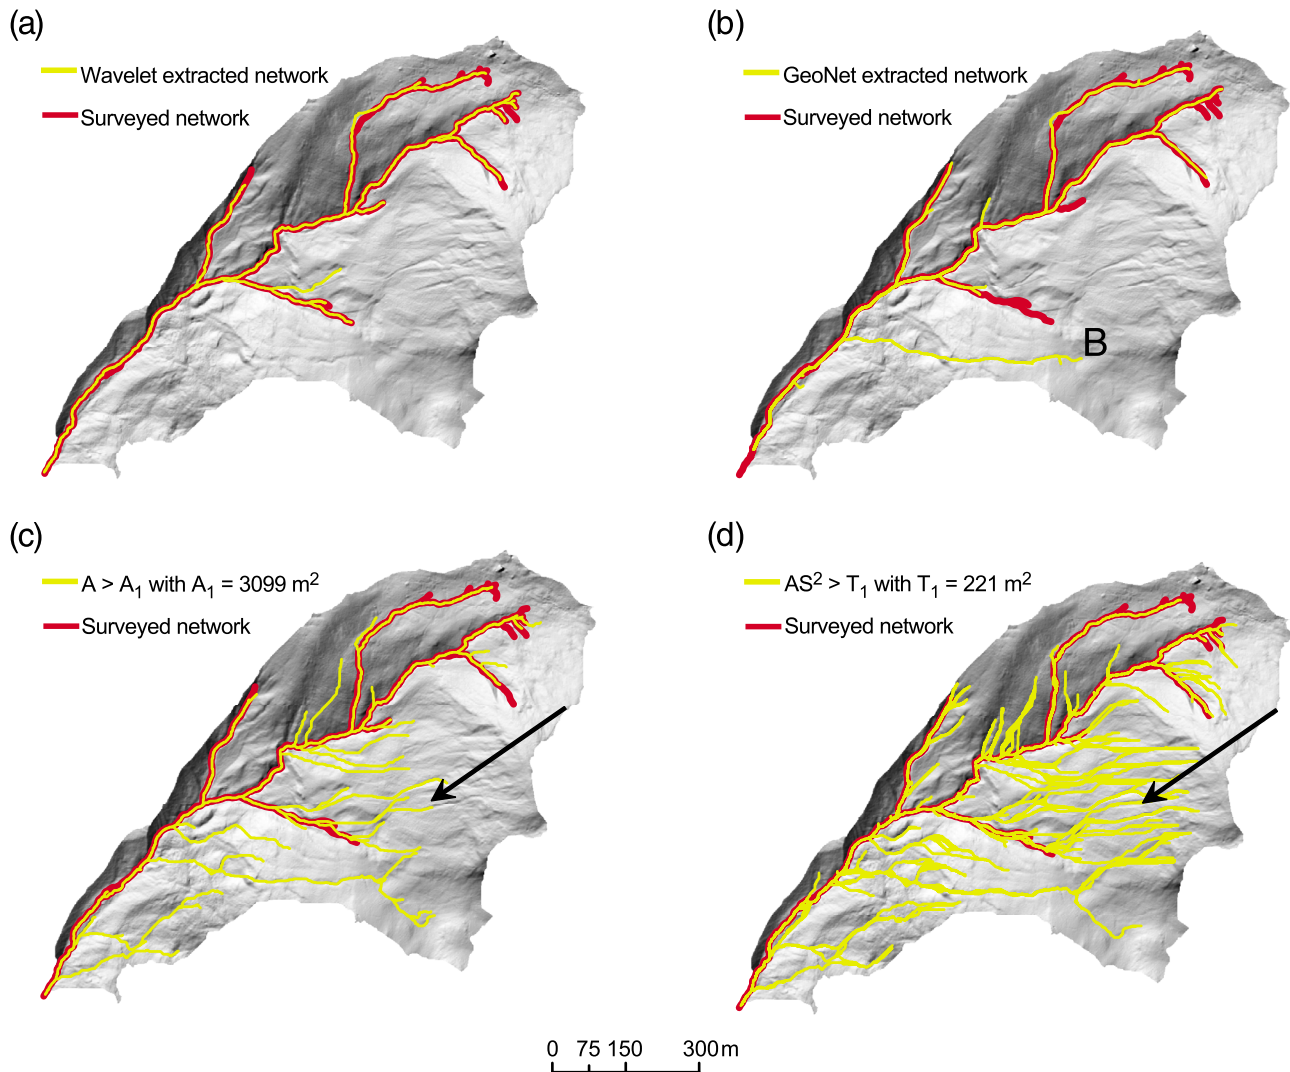 (a)
Wavelet extracted network
Surveyed network
(b)
GeoNet extracted network
Surveyed network
B
(c)
A > A₁ with A₁ = 3099 m²
Surveyed network
(d)
AS² > T₁ with T₁ = 221 m²
Surveyed network
0 75 150 300m